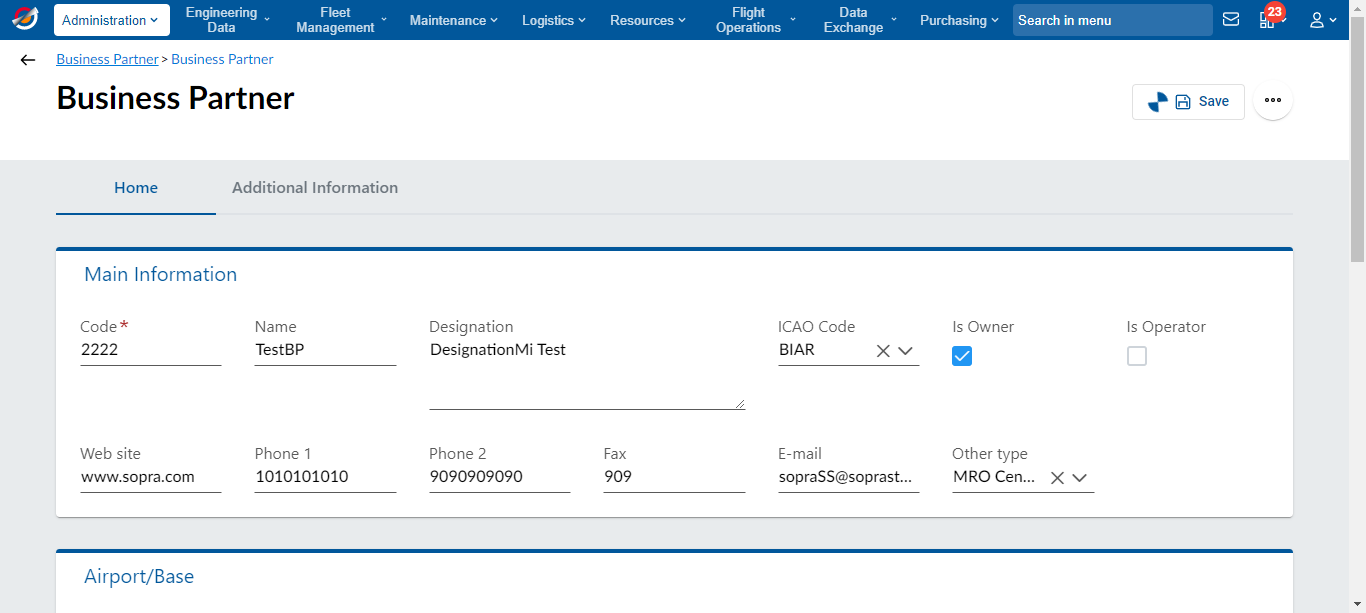 Administration
Engineering Data
Fleet Management
Maintenance
Logistics
Resources
Flight Operations
Data Exchange
Purchasing
Search in menu
23
Business Partner > Business Partner
Business Partner
Save
Home
Additional Information
Main Information
Code*
Name
Designation
ICAO Code
Is Owner
Is Operator
2222
TestBP
DesignationMi Test
BIAR
Web site
Phone 1
Phone 2
Fax
E-mail
Other type
www.sopra.com
1010101010
9090909090
909
sopraSS@soprast...
MRO Cen...
Airport/Base